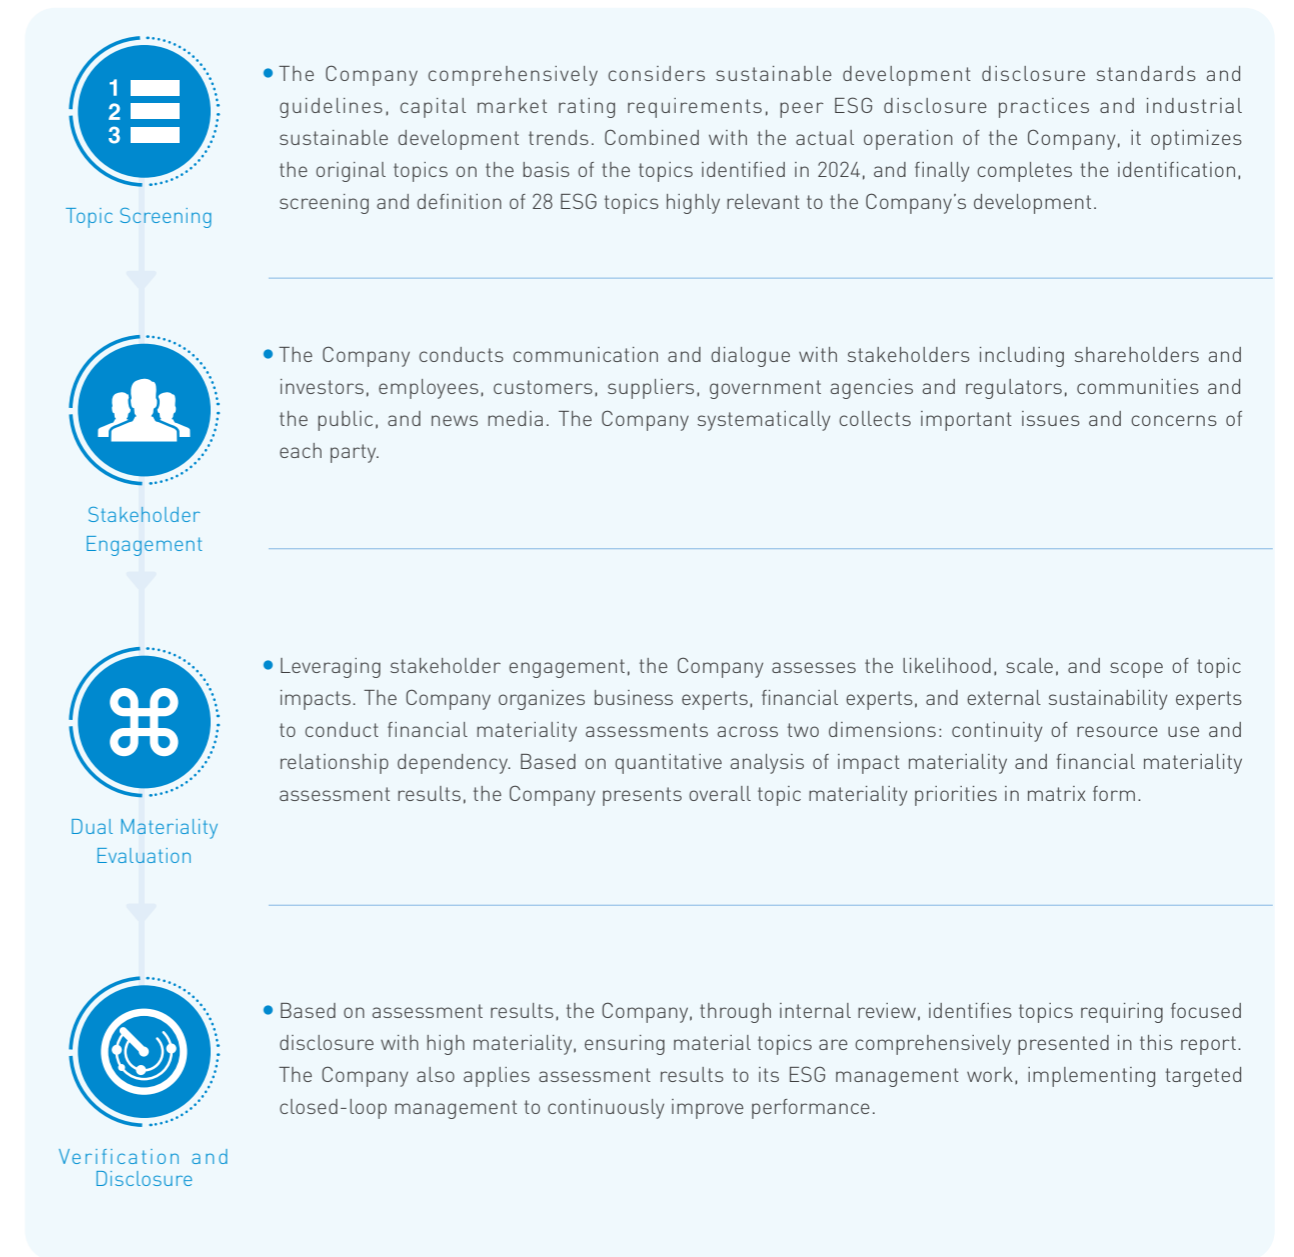 1
2
3
Topic Screening
• The Company comprehensively considers sustainable development disclosure standards and
guidelines, capital market rating requirements, peer ESG disclosure practices and industrial
sustainable development trends. Combined with the actual operation of the Company, it optimizes
the original topics on the basis of the topics identified in 2024, and finally completes the identification,
screening and definition of 28 ESG topics highly relevant to the Company's development.
Stakeholder
Engagement
• The Company conducts communication and dialogue with stakeholders including shareholders and
investors, employees, customers, suppliers, government agencies and regulators, communities and
the public, and news media. The Company systematically collects important issues and concerns of
each party.
Dual Materiality
Evaluation
• Leveraging stakeholder engagement, the Company assesses the likelihood, scale, and scope of topic
impacts. The Company organizes business experts, financial experts, and external sustainability experts
to conduct financial materiality assessments across two dimensions: continuity of resource use and
relationship dependency. Based on quantitative analysis of impact materiality and financial materiality
assessment results, the Company presents overall topic materiality priorities in matrix form.
Verification and
Disclosure
• Based on assessment results, the Company, through internal review, identifies topics requiring focused
disclosure with high materiality, ensuring material topics are comprehensively presented in this report.
The Company also applies assessment results to its ESG management work, implementing targeted
closed-loop management to continuously improve performance.